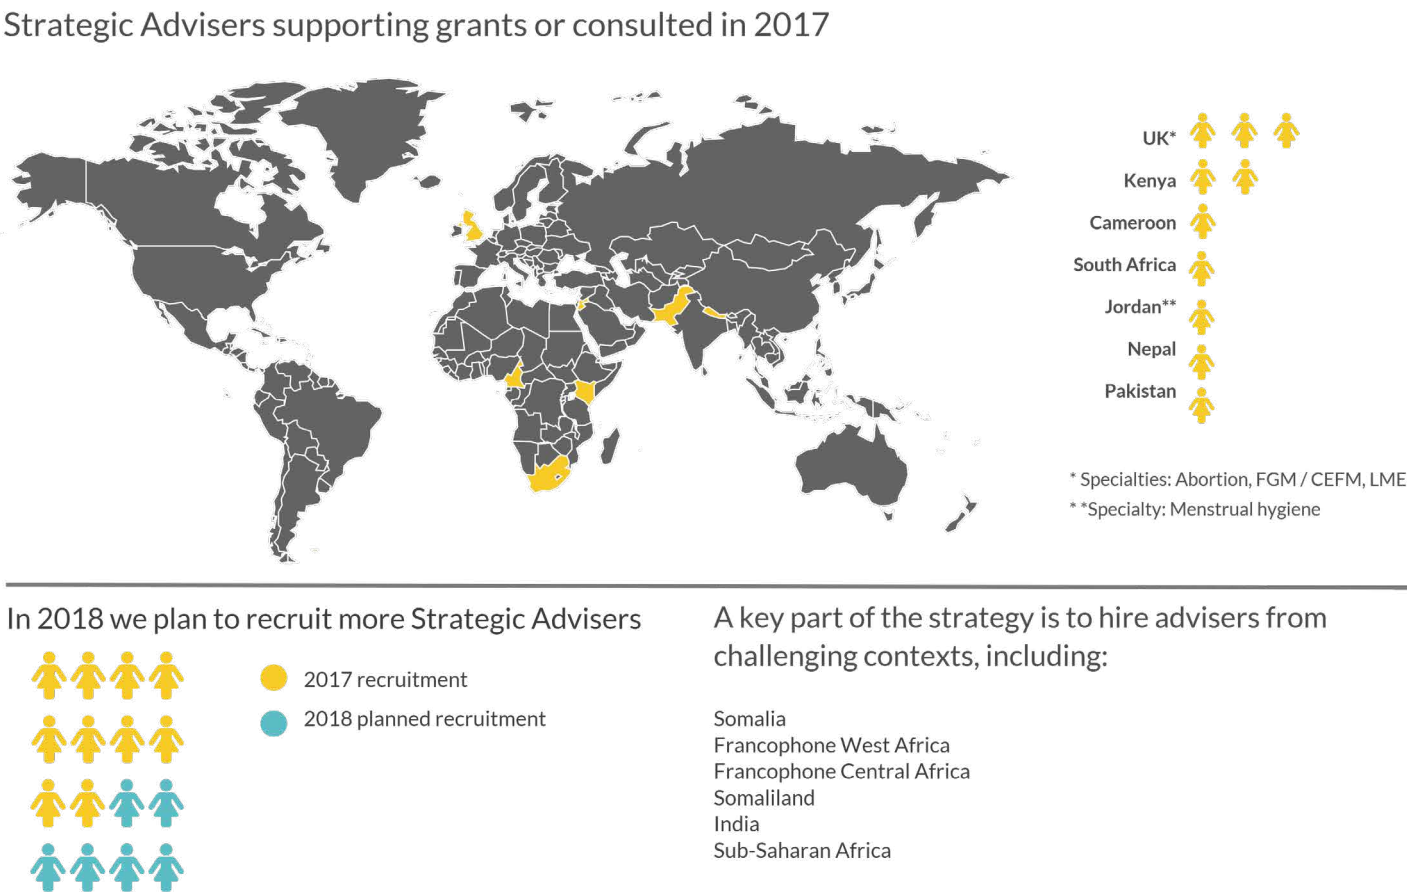 Strategic Advisers supporting grants or consulted in 2017
UK*
Kenya
Cameroon
South Africa
Jordan**
Nepal
Pakistan
* Specialties: Abortion, FGM / CEFM, LME
* *Specialty: Menstrual hygiene
In 2018 we plan to recruit more Strategic Advisers
2017 recruitment
2018 planned recruitment
A key part of the strategy is to hire advisers from
challenging contexts, including:
Somalia
Francophone West Africa
Francophone Central Africa
Somaliland
India
Sub-Saharan Africa